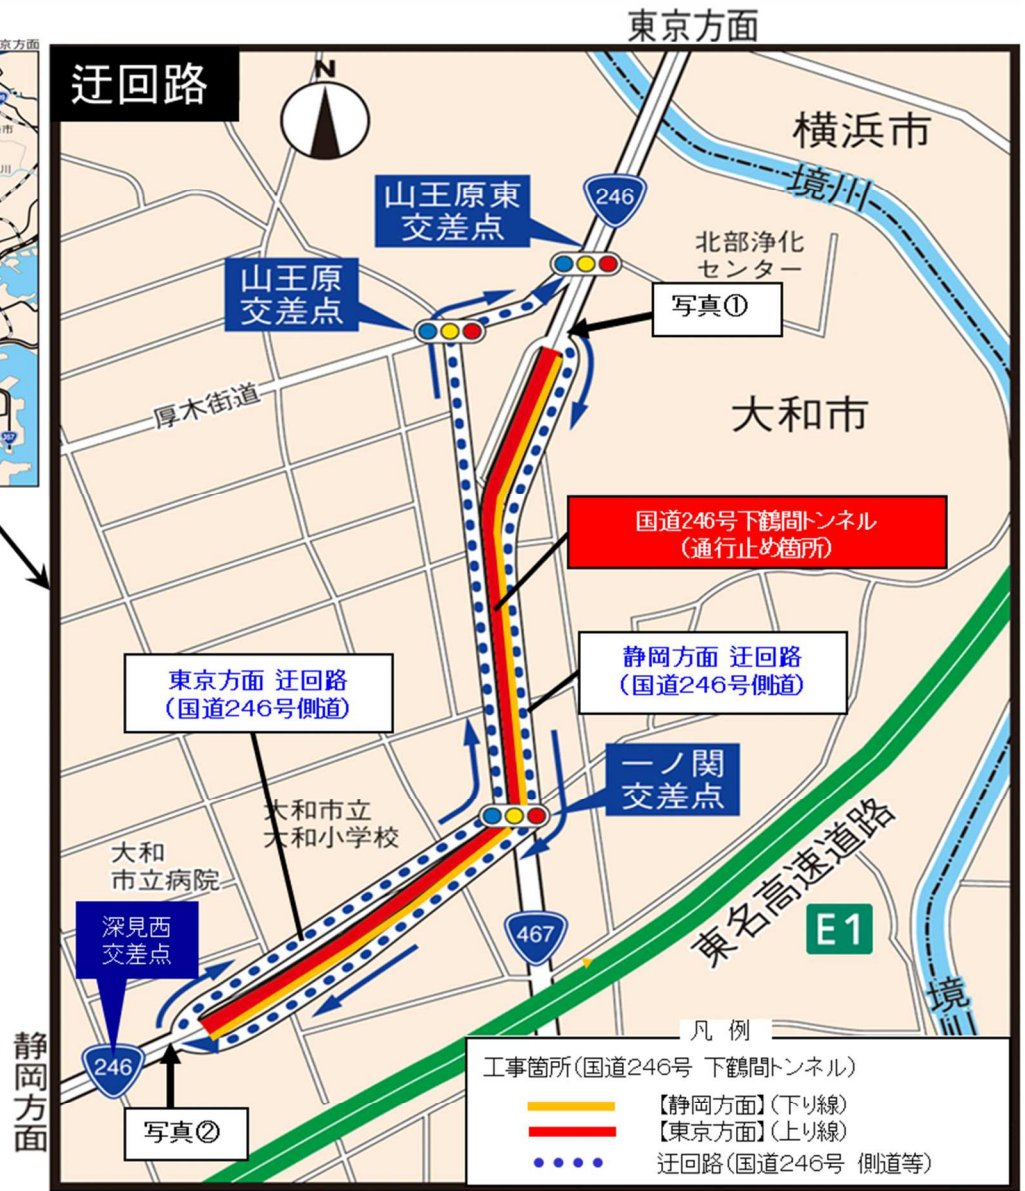 東京方面
京方面
市
川
357
迂回路
N
横浜市
境川
山王原東
交差点
246
北部浄化
センター
山王原
交差点
写真①
厚木街道
大和市
国道246号下鶴間トンネル
(通行止め箇所)
東京方面 迂回路
(国道246号側道)
静岡方面 迂回路
(国道246号側道)
一ノ関
交差点
大和市立
大和小学校
大和
市立病院
深見西
交差点
467
東名高速道路
E1
境川
静岡方面
246
写真②
凡 例
工事箇所(国道246号 下鶴間トンネル)
【静岡方面】(下り線)
【東京方面】(上り線)
迂回路(国道246号 側道等)